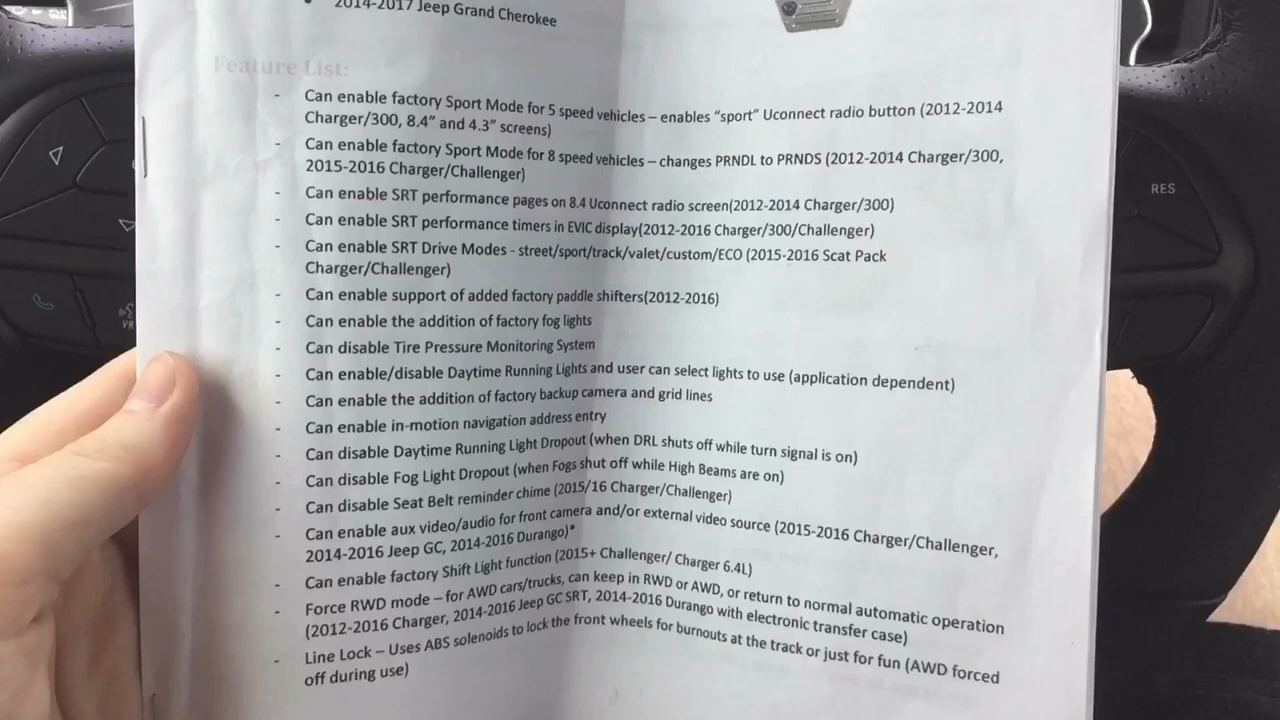 2014-2017 Jeep Grand Cherokee
Feature List:
- Can enable factory Sport Mode for 5 speed vehicles – enables “sport” Uconnect radio button (2012-2014
Charger/300, 8.4” and 4.3” screens)
- Can enable factory Sport Mode for 8 speed vehicles – changes PRNDL to PRNDS (2012-2014 Charger/300,
2015-2016 Charger/Challenger)
- Can enable SRT performance pages on 8.4 Uconnect radio screen(2012-2014 Charger/300)
- Can enable SRT performance timers in EVIC display(2012-2016 Charger/300/Challenger)
- Can enable SRT Drive Modes - street/sport/track/valet/custom/ECO (2015-2016 Scat Pack
Charger/Challenger)
- Can enable support of added factory paddle shifters(2012-2016)
- Can enable the addition of factory fog lights
- Can disable Tire Pressure Monitoring System
- Can enable/disable Daytime Running Lights and user can select lights to use (application dependent)
- Can enable the addition of factory backup camera and grid lines
- Can enable in-motion navigation address entry
- Can disable Daytime Running Light Dropout (when DRL shuts off while turn signal is on)
- Can disable Fog Light Dropout (when Fogs shut off while High Beams are on)
- Can disable Seat Belt reminder chime (2015/16 Charger/Challenger)
- Can enable aux video/audio for front camera and/or external video source (2015-2016 Charger/Challenger,
2014-2016 Jeep GC, 2014-2016 Durango)*
- Can enable factory Shift Light function (2015+ Challenger/ Charger 6.4L)
- Force RWD mode – for AWD cars/trucks, can keep in RWD or AWD, or return to normal automatic operation
(2012-2016 Charger, 2014-2016 Jeep GC SRT, 2014-2016 Durango with electronic transfer case)
- Line Lock – Uses ABS solenoids to lock the front wheels for burnouts at the track or just for fun (AWD forced
off during use)
RES
VR